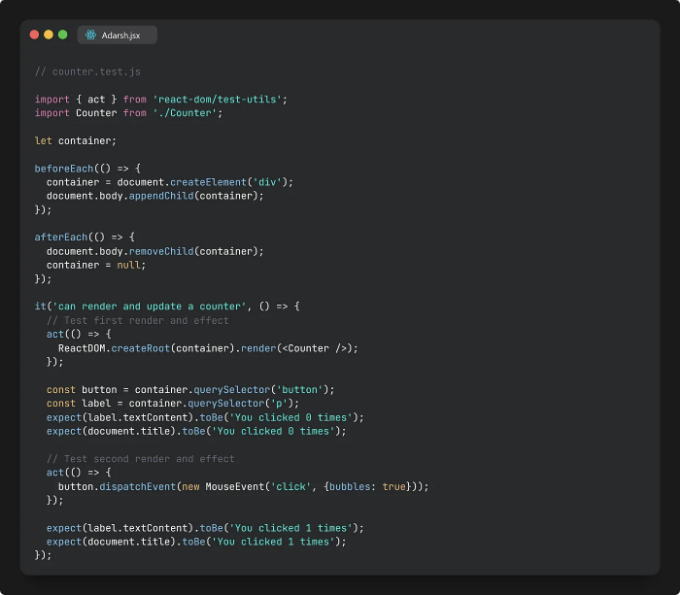 Adarsh.jsx
// counter.test.js
import { act } from 'react-dom/test-utils';
import Counter from './Counter';
let container;
beforeEach(() => {
  container = document.createElement('div');
  document.body.appendChild(container);
});
afterEach(() => {
  document.body.removeChild(container);
  container = null;
});
it('can render and update a counter', () => {
  // Test first render and effect
  act(() => {
    ReactDOM.createRoot(container).render(<Counter />);
  });
  const button = container.querySelector('button');
  const label = container.querySelector('p');
  expect(label.textContent).toBe('You clicked 0 times');
  expect(document.title).toBe('You clicked 0 times');
  // Test second render and effect
  act(() => {
    button.dispatchEvent(new MouseEvent('click', {bubbles: true}));
  });
  expect(label.textContent).toBe('You clicked 1 times');
  expect(document.title).toBe('You clicked 1 times');
});